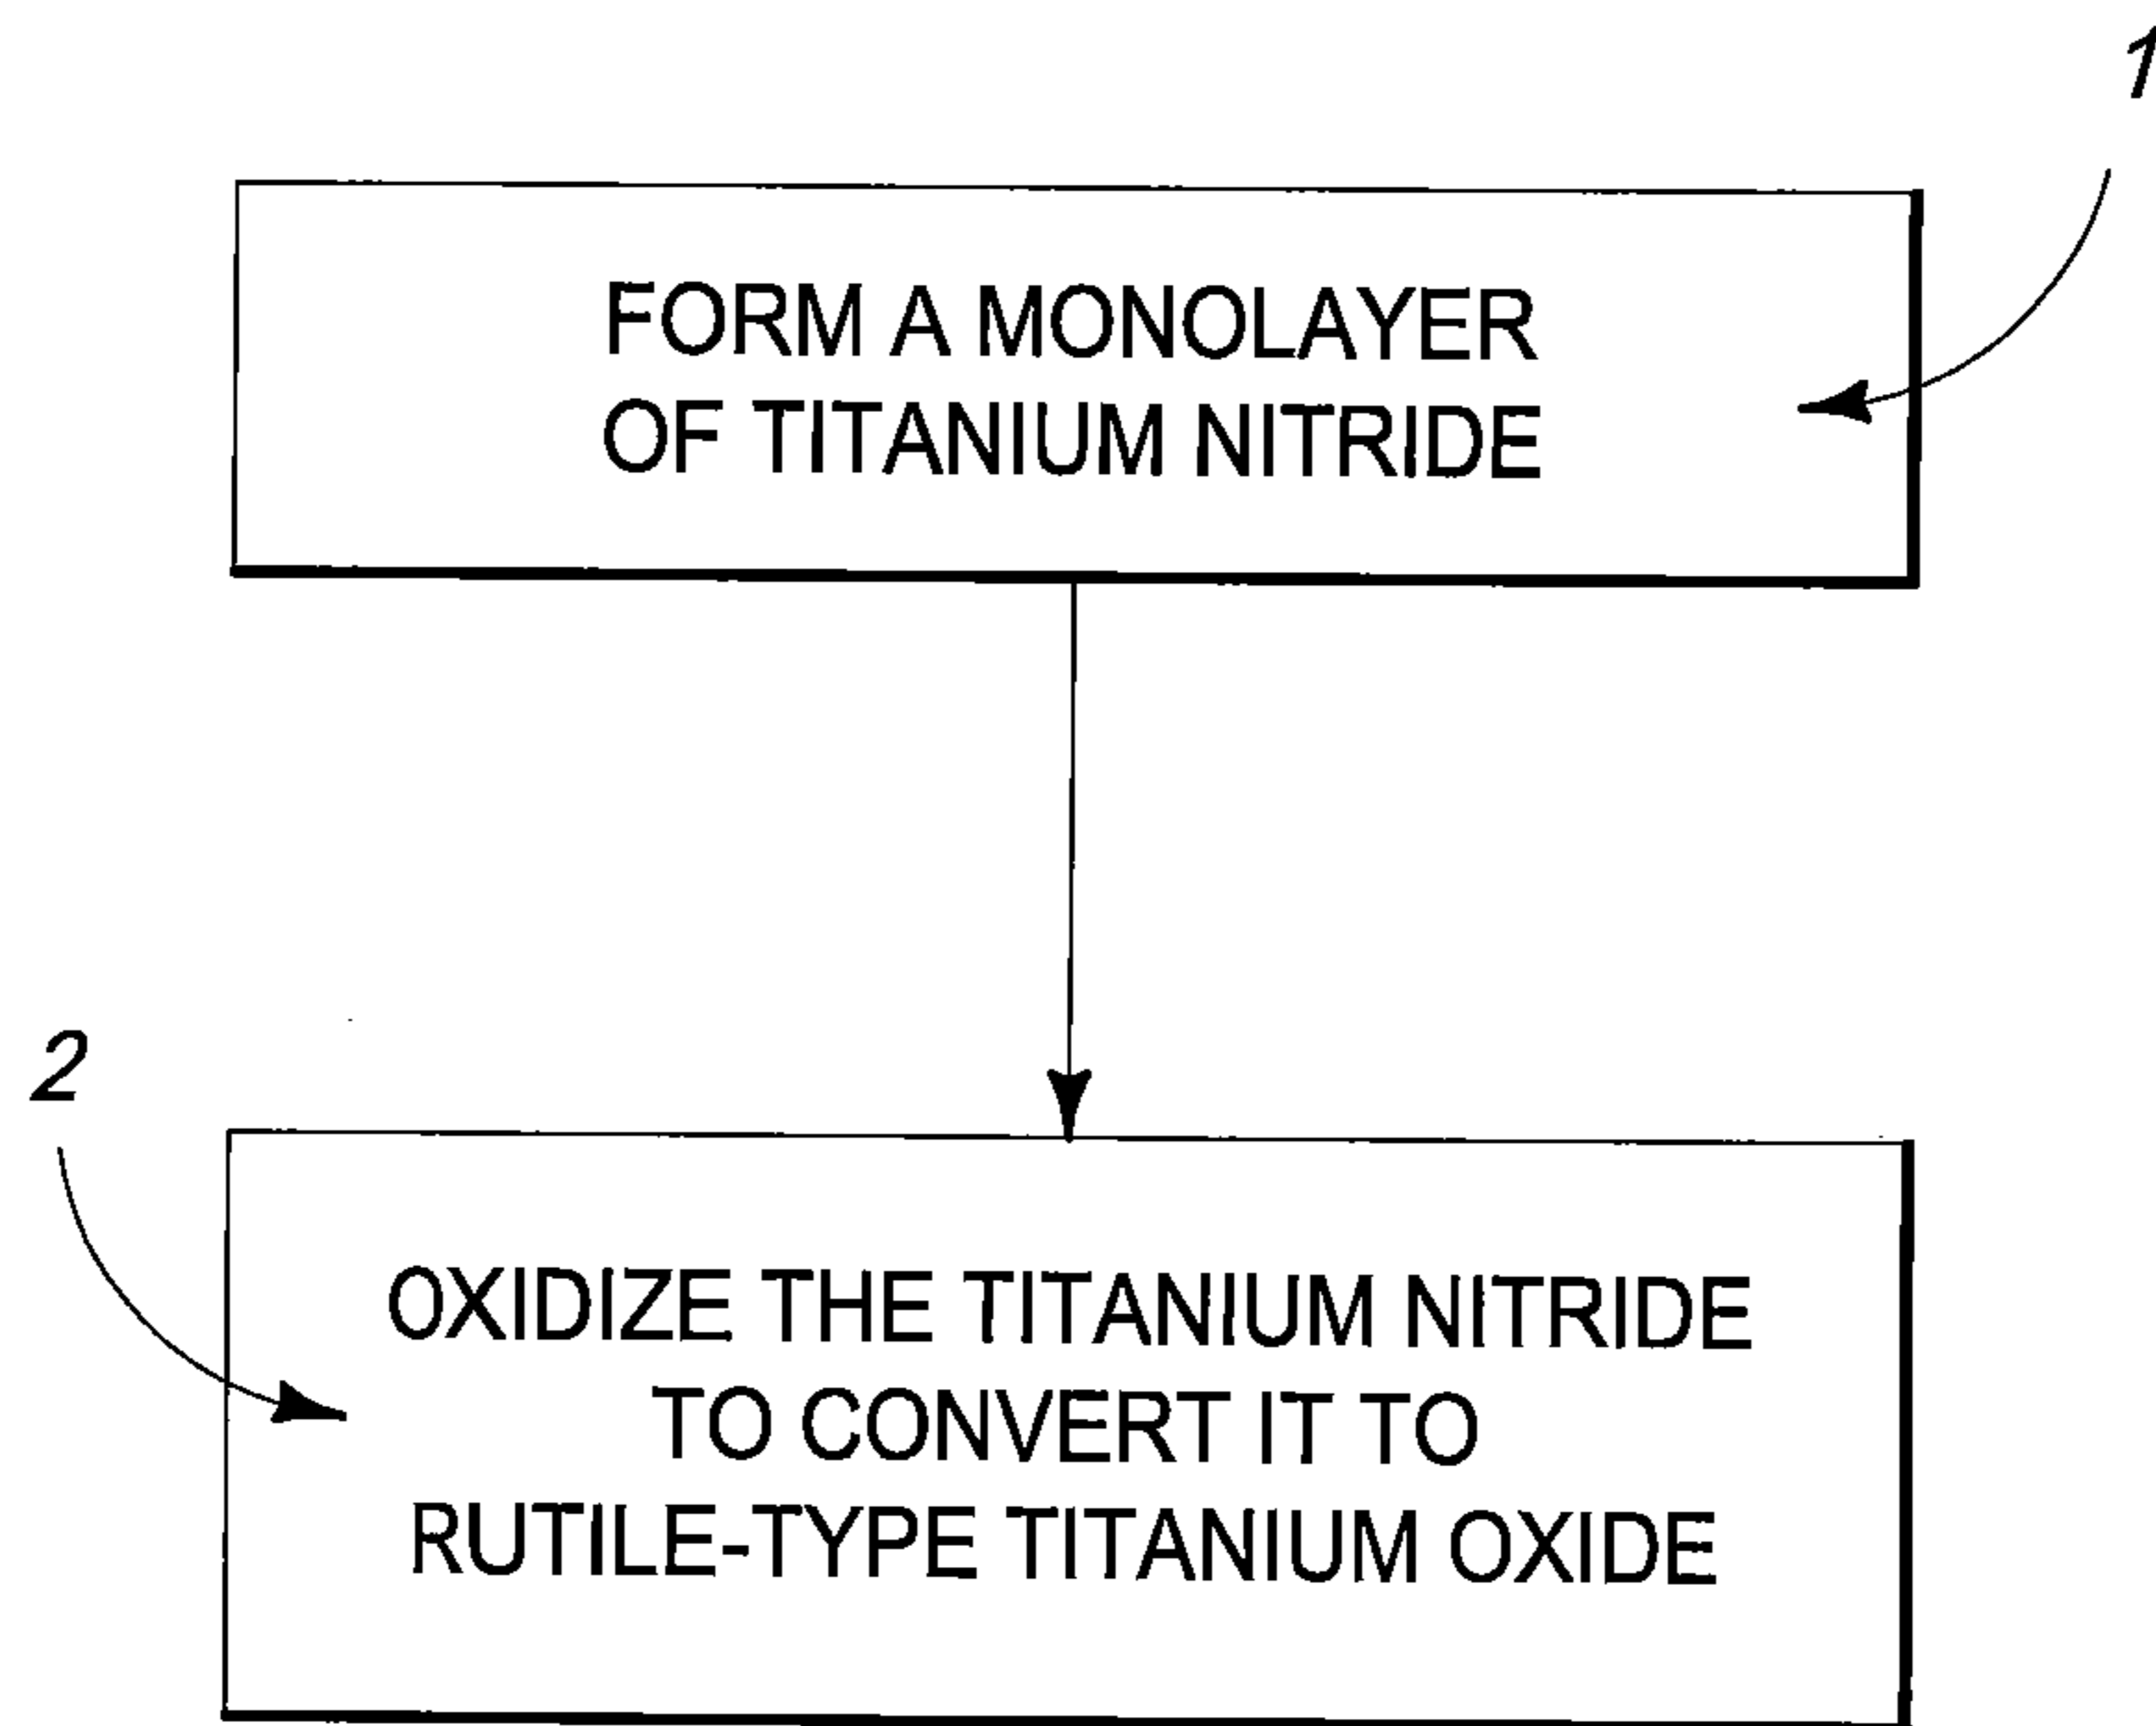 1
FORM A MONOLAYER
OF TITANIUM NITRIDE
2
OXIDIZE THE TITANIUM NITRIDE
TO CONVERT IT TO
RUTILE-TYPE TITANIUM OXIDE